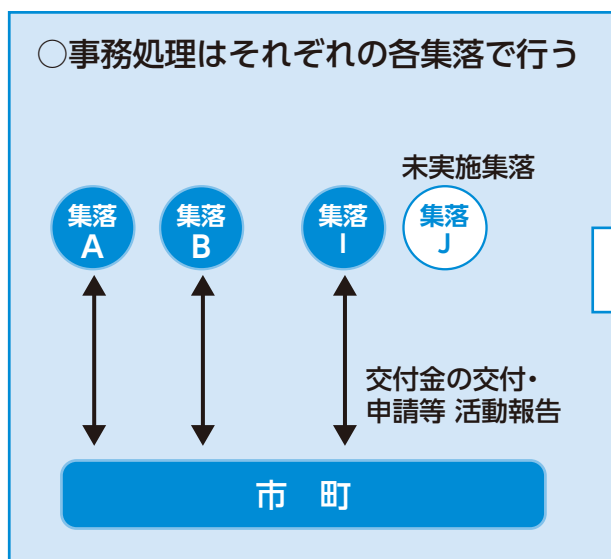 ○事務処理はそれぞれの各集落で行う
未実施集落
集落
A
集落
B
集落
I
集落
J
交付金の交付・
申請等 活動報告
市 町